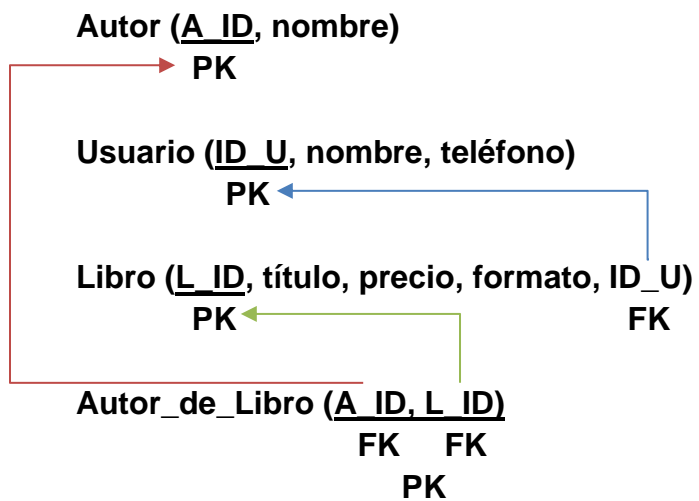 Autor (A_ID, nombre)
PK
Usuario (ID_U, nombre, teléfono)
PK
Libro (L_ID, título, precio, formato, ID_U)
PK FK
Autor_de_Libro (A_ID, L_ID)
FK FK
PK